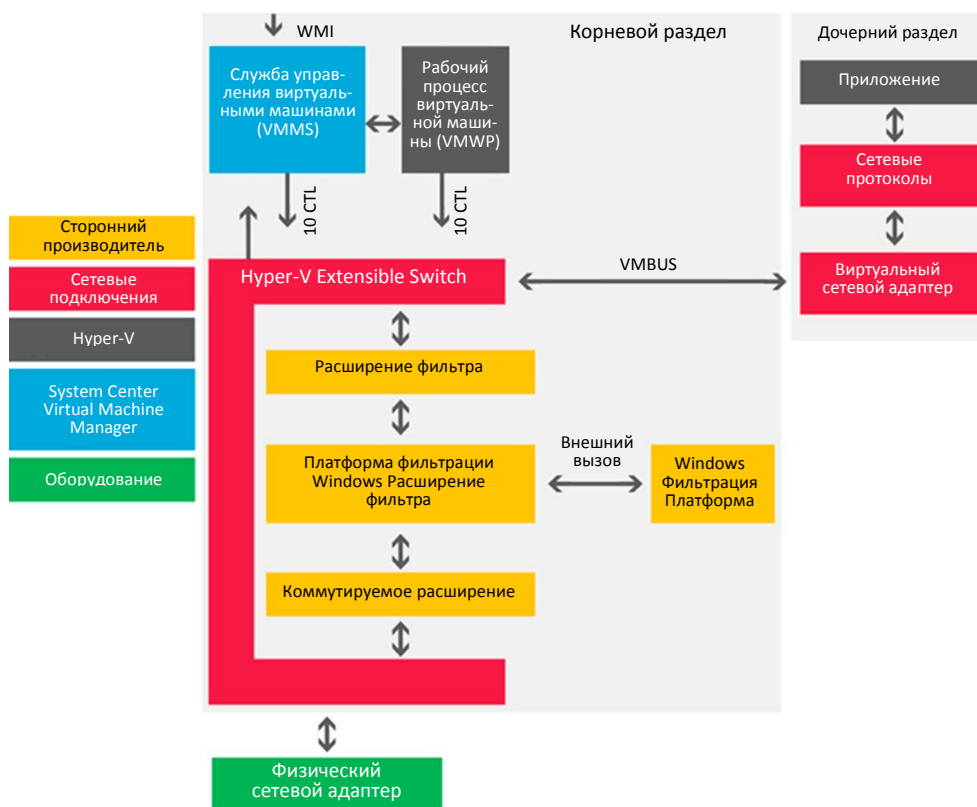 WMI
Корневой раздел
Служба управ-
ления виртуаль-
ными машинами
(VMMS)
Рабочий
процесс
виртуаль-
ной маши-
ны (VMWP)
10 CTL
10 CTL
Дочерний раздел
Приложение
Сетевые
протоколы
Виртуальный
сетевой адаптер
VMBUS
Сторонний
производитель
Сетевые
подключения
Hyper-V
System Center
Virtual Machine
Manager
Оборудование
Hyper-V Extensible Switch
Расширение фильтра
Платформа фильтрации
Windows Расширение
фильтра
Внешний
вызов
Windows
Фильтрация
Платформа
Коммутируемое расширение
Физический
сетевой адаптер